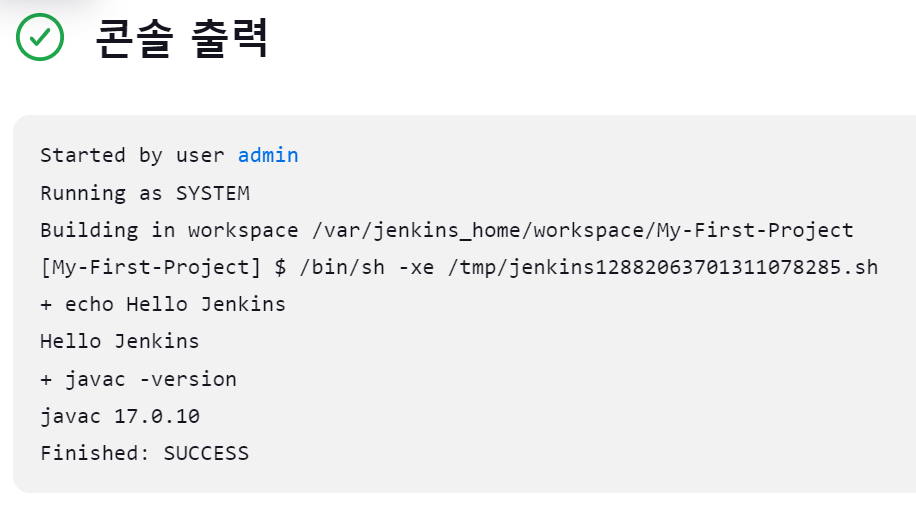 콘솔 출력
Started by user admin
Running as SYSTEM
Building in workspace /var/jenkins_home/workspace/My-First-Project
[My-First-Project] $ /bin/sh -xe /tmp/jenkins12882063701311078285.sh
+ echo Hello Jenkins
Hello Jenkins
+ javac -version
javac 17.0.10
Finished: SUCCESS